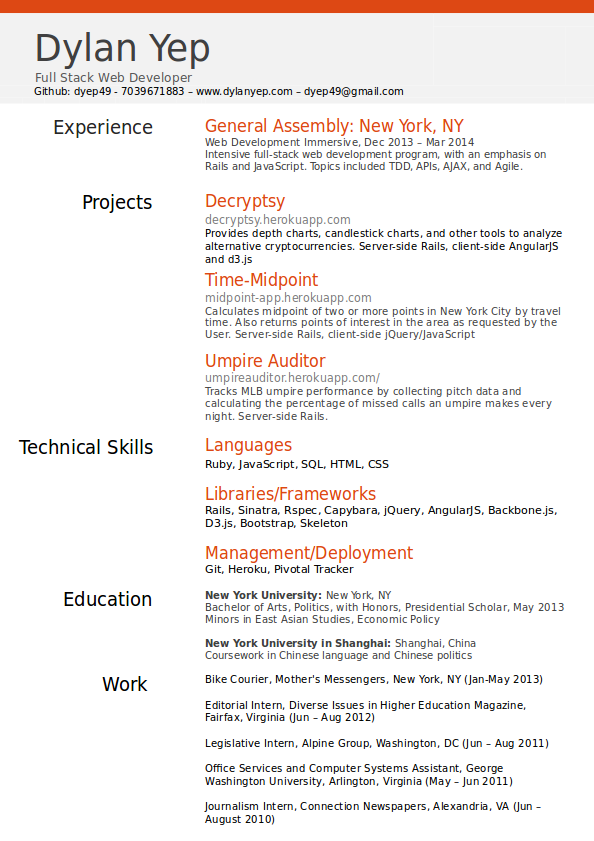 Dylan Yep
Full Stack Web Developer
Github: dyep49 - 7039671883 – www.dylanyep.com – dyep49@gmail.com
Experience
General Assembly: New York, NY
Web Development Immersive, Dec 2013 – Mar 2014
Intensive full-stack web development program, with an emphasis on
Rails and JavaScript. Topics included TDD, APIs, AJAX, and Agile.
Projects
Decryptsy
decryptsy.herokuapp.com
Provides depth charts, candlestick charts, and other tools to analyze
alternative cryptocurrencies. Server-side Rails, client-side AngularJS
and d3.js
Time-Midpoint
midpoint-app.herokuapp.com
Calculates midpoint of two or more points in New York City by travel
time. Also returns points of interest in the area as requested by the
User. Server-side Rails, client-side jQuery/JavaScript
Umpire Auditor
umpireauditor.herokuapp.com/
Tracks MLB umpire performance by collecting pitch data and
calculating the percentage of missed calls an umpire makes every
night. Server-side Rails.
Technical Skills
Languages
Ruby, JavaScript, SQL, HTML, CSS
Libraries/Frameworks
Rails, Sinatra, Rspec, Capybara, jQuery, AngularJS, Backbone.js,
D3.js, Bootstrap, Skeleton
Management/Deployment
Git, Heroku, Pivotal Tracker
Education
New York University: New York, NY
Bachelor of Arts, Politics, with Honors, Presidential Scholar, May 2013
Minors in East Asian Studies, Economic Policy
New York University in Shanghai: Shanghai, China
Coursework in Chinese language and Chinese politics
Work
Bike Courier, Mother's Messengers, New York, NY (Jan-May 2013)
Editorial Intern, Diverse Issues in Higher Education Magazine,
Fairfax, Virginia (Jun – Aug 2012)
Legislative Intern, Alpine Group, Washington, DC (Jun – Aug 2011)
Office Services and Computer Systems Assistant, George
Washington University, Arlington, Virginia (May – Jun 2011)
Journalism Intern, Connection Newspapers, Alexandria, VA (Jun –
August 2010)